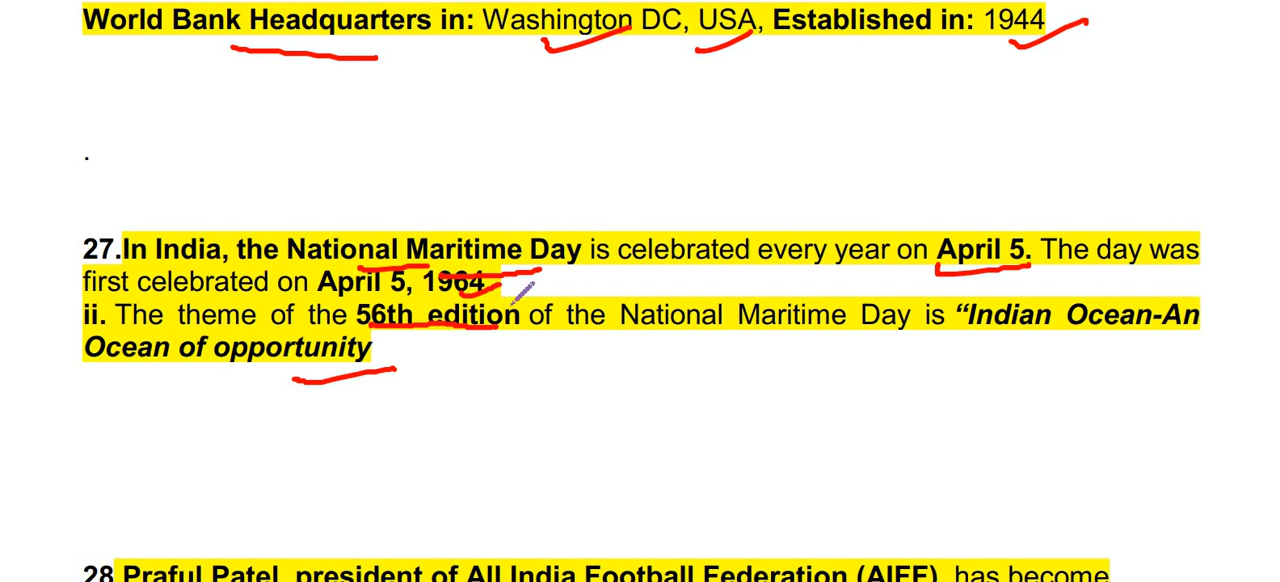 World Bank Headquarters in: Washington DC, USA, Established in: 1944
.
27.In India, the National Maritime Day is celebrated every year on April 5. The day was
first celebrated on April 5, 1964
ii. The theme of the 56th edition of the National Maritime Day is “Indian Ocean-An
Ocean of opportunity
28 Praful Patel, president of All India Football Federation (AIFF), has become